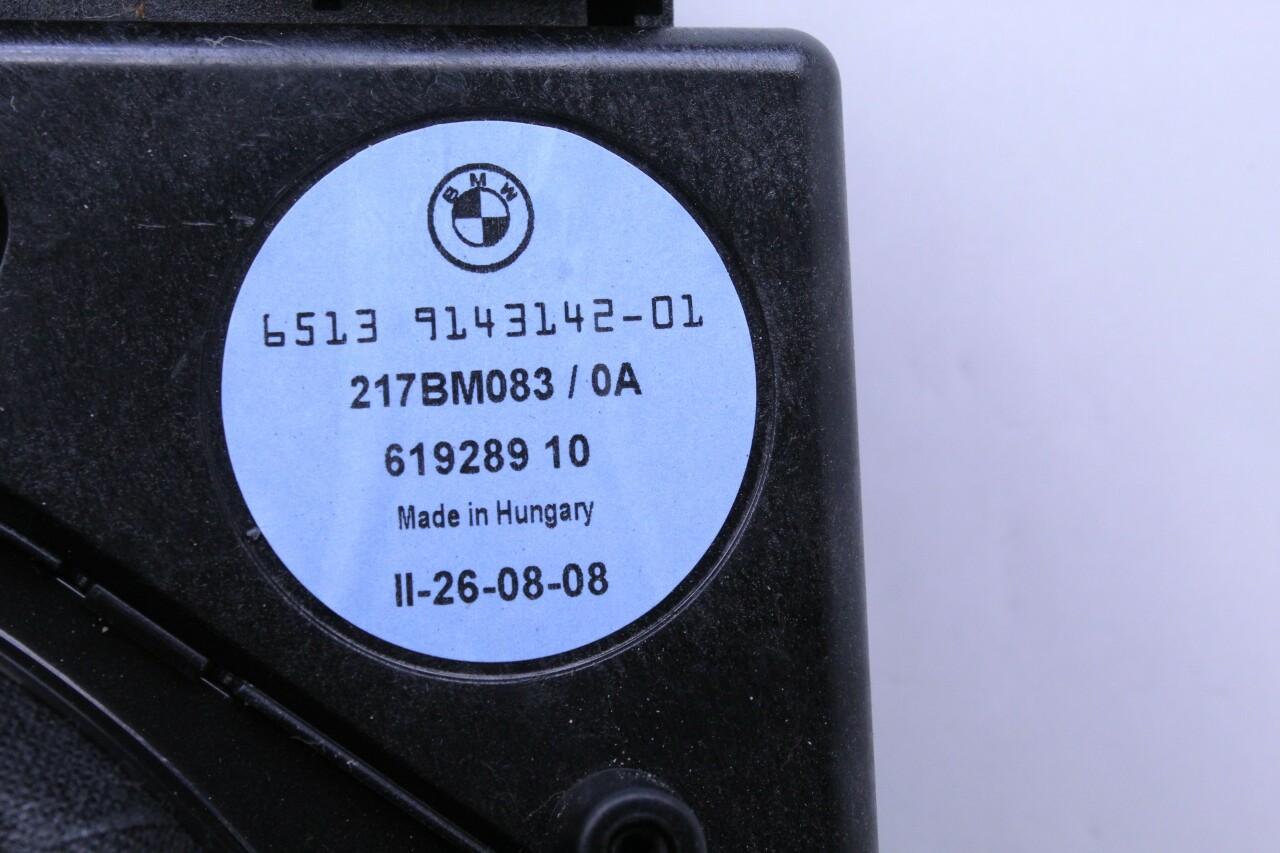 BMW
6513 9143142-01
217BM083 / 0A
619289 10
Made in Hungary
II-26-08-08